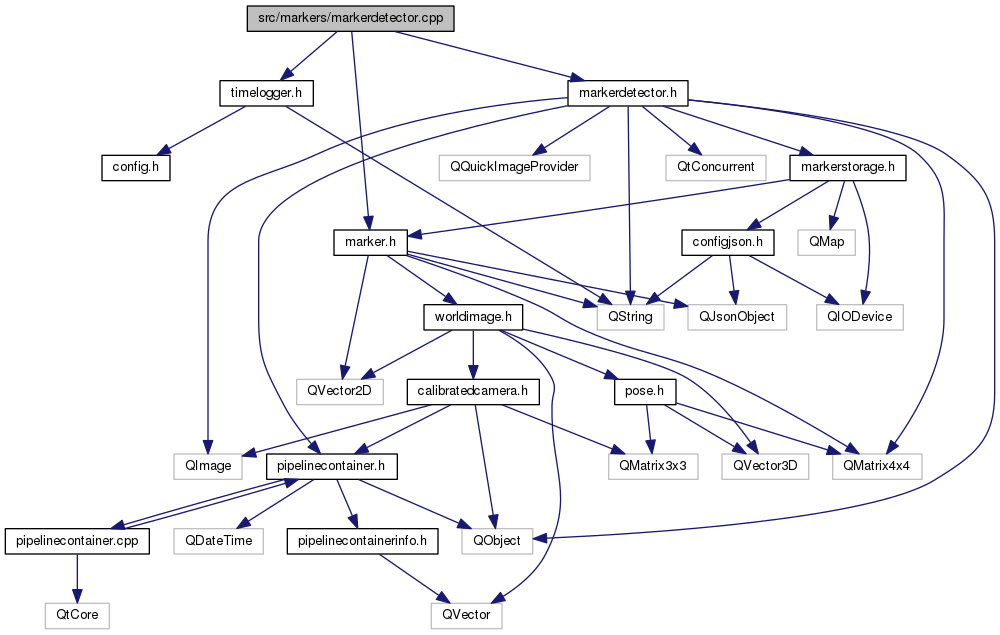 src/markers/markerdetector.cpp
timelogger.h
markerdetector.h
config.h
QQuickImageProvider
QtConcurrent
markerstorage.h
marker.h
configjson.h
QMap
worldimage.h
QString
QJsonObject
QIODevice
QVector2D
calibratedcamera.h
pose.h
QImage
pipelinecontainer.h
QMatrix3x3
QVector3D
QMatrix4x4
pipelinecontainer.cpp
QDateTime
pipelinecontainerinfo.h
QObject
QtCore
QVector